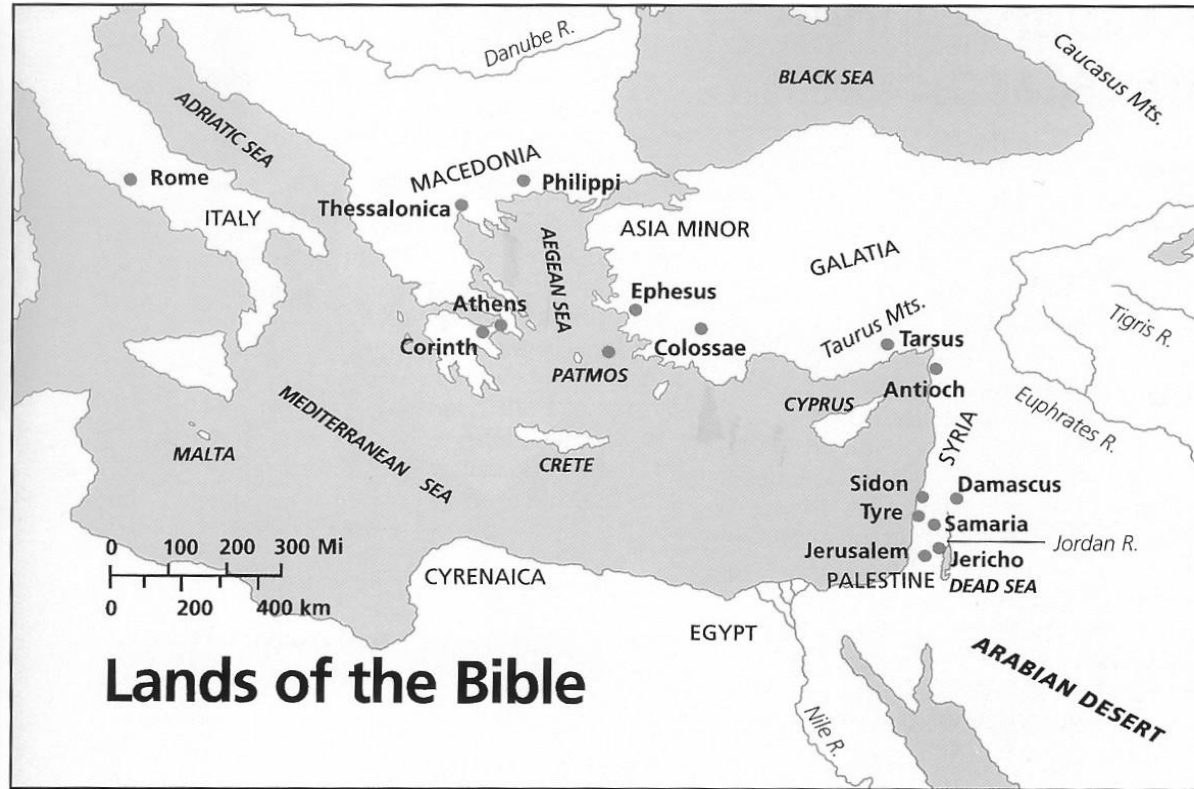 Danube R.
BLACK SEA
Caucasus Mts.
ADRIATIC SEA
MACEDONIA
Rome
Philippi
Thessalonica
ITALY
ASIA MINOR
AEGEAN SEA
GALATIA
Ephesus
Athens
Taurus Mts.
Tigris R.
Corinth
Colossae
Tarsus
PATMOS
Antioch
CYPRUS
MEDITERRANEAN SEA
Euphrates R.
MALTA
CRETE
SYRIA
Sidon
Damascus
Tyre
Samaria
Jordan R.
0 100 200 300 Mi
Jerusalem
Jericho
CYRENAICA
PALESTINE
DEAD SEA
0 200 400 km
EGYPT
ARABIAN DESERT
Lands of the Bible
Nile R.